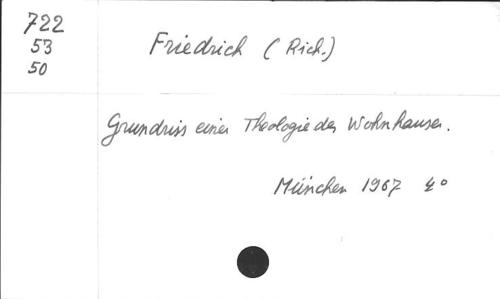 722
53
50
Friedrich (Rich.)
Grundriss einer Theologie des Wohnhauses.
München 1967 4°